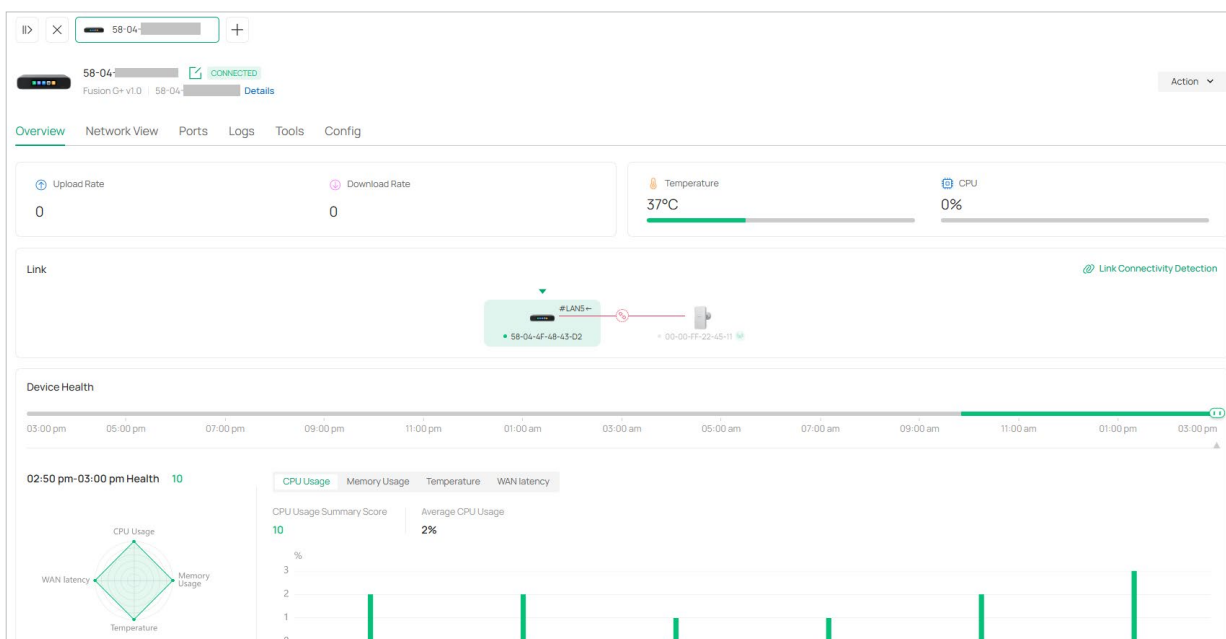 58-04-
58-04- CONNECTED
Fusion G+ v1.0 | 58-04- Details
Action
Overview Network View Ports Logs Tools Config
Upload Rate Download Rate Temperature CPU
0 0 37°C 0%
Link Link Connectivity Detection
#LAN5←
58-04-4F-48-43-D2 00-00-FF-22-45-11
Device Health
03:00 pm 05:00 pm 07:00 pm 09:00 pm 11:00 pm 01:00 am 03:00 am 05:00 am 07:00 am 09:00 am 11:00 am 01:00 pm 03:00 pm
02:50 pm-03:00 pm Health 10
CPU Usage Memory Usage Temperature WAN latency
CPU Usage Summary Score Average CPU Usage
10 2%
CPU Usage
WAN latency
Memory
Usage
Temperature
%
3
2
1